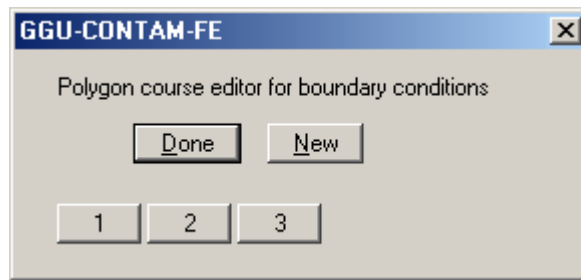 GGU-CONTAM-FE
Polygon course editor for boundary conditions
Done New
1 2 3